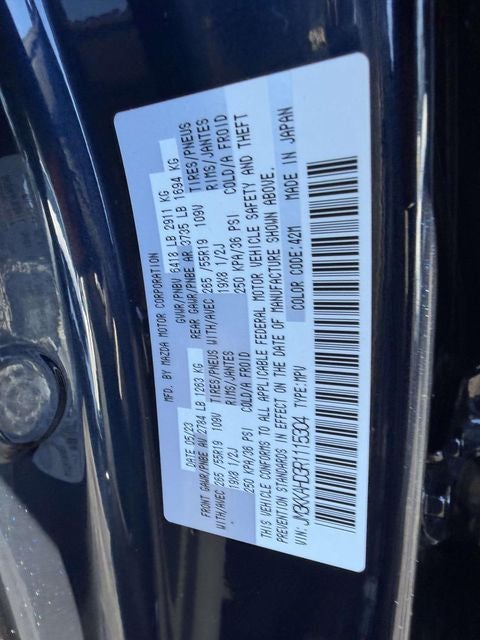 MFD. BY MAZDA MOTOR CORPORATION
DATE 05/23 GVWR/PNBV 6418 LB 2911 KG
FRONT GAWR/PNBE AV 2784 LB 1263 KG REAR GAWR/PNBE AR 3735 LB 1694 KG
WITH/AVEC 265 /55R19 109V TIRES/PNEUS WITH/AVEC 265 /55R19 109V TIRES/PNEUS
19X8 1/2J RIMS/JANTES 19X8 1/2J RIMS/JANTES
250 KPA/36 PSI COLD/A FROID 250 KPA/36 PSI COLD/A FROID
THIS VEHICLE CONFORMS TO ALL APPLICABLE FEDERAL MOTOR VEHICLE SAFETY AND THEFT
PREVENTION STANDARDS IN EFFECT ON THE DATE OF MANUFACTURE SHOWN ABOVE.
VIN: JM3KKAHD3R1115304 TYPE:MPV COLOR CODE:42M MADE IN JAPAN